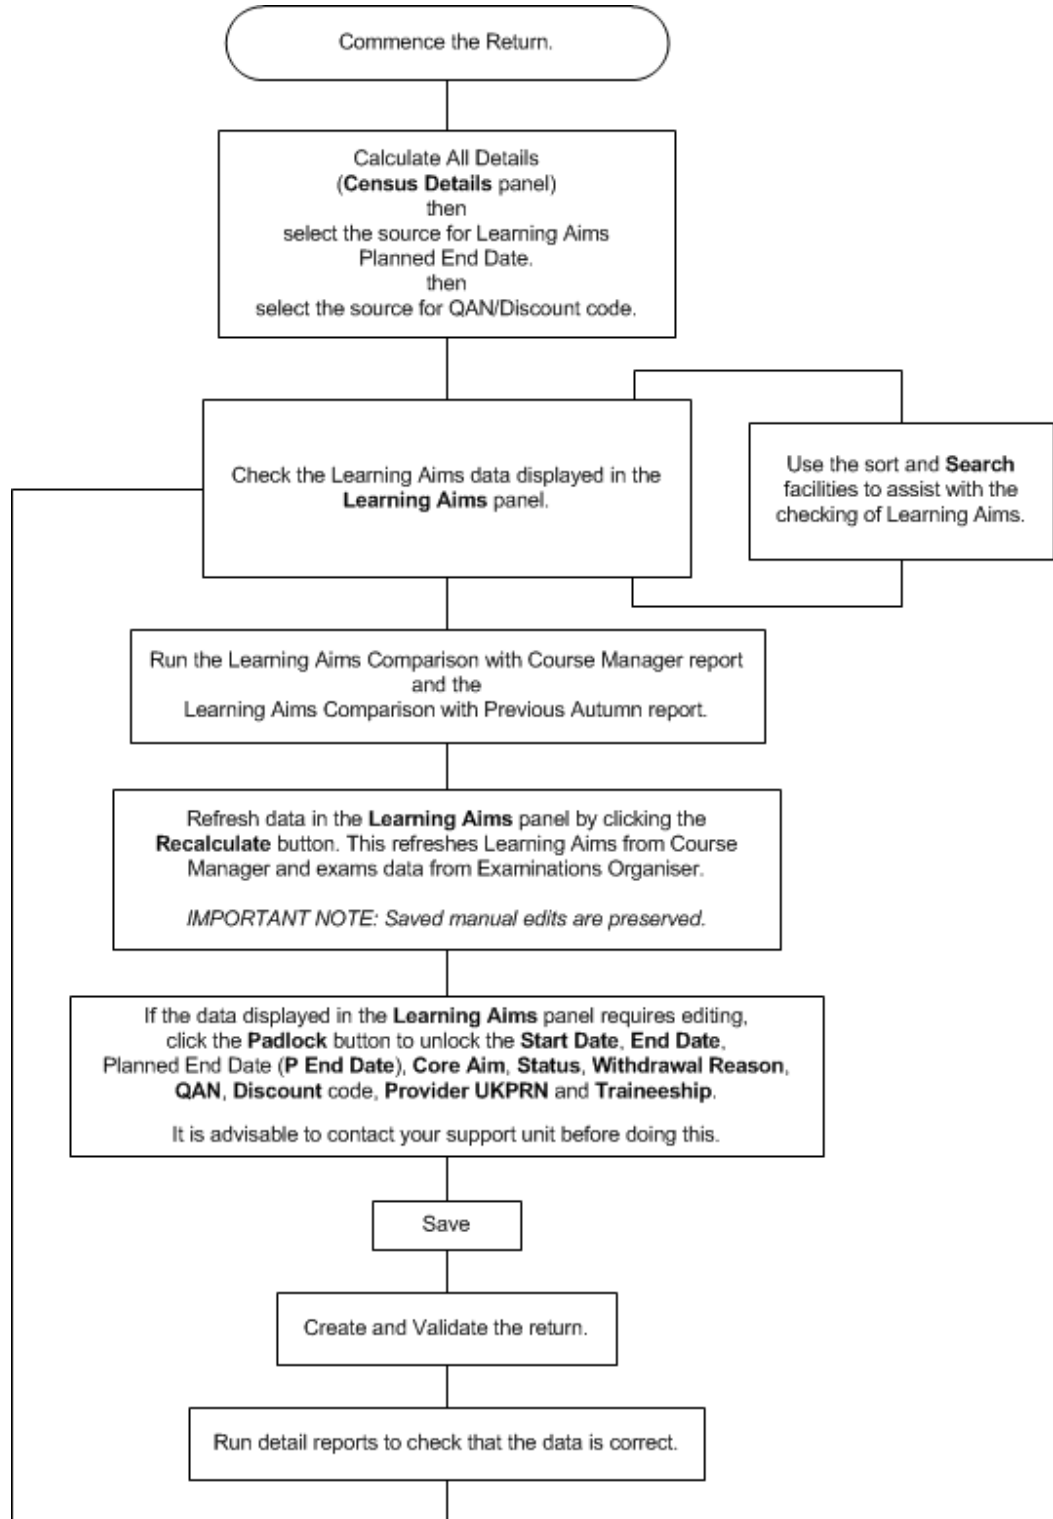 Commence the Return.
Calculate All Details
(Census Details panel)
then
select the source for Learning Aims
Planned End Date.
then
select the source for QAN/Discount code.
Check the Learning Aims data displayed in the
Learning Aims panel.
Use the sort and Search
facilities to assist with the
checking of Learning Aims.
Run the Learning Aims Comparison with Course Manager report
and the
Learning Aims Comparison with Previous Autumn report.
Refresh data in the Learning Aims panel by clicking the
Recalculate button. This refreshes Learning Aims from Course
Manager and exams data from Examinations Organiser.
IMPORTANT NOTE: Saved manual edits are preserved.
If the data displayed in the Learning Aims panel requires editing,
click the Padlock button to unlock the Start Date, End Date,
Planned End Date (P End Date), Core Aim, Status, Withdrawal Reason,
QAN, Discount code, Provider UKPRN and Traineeship.
It is advisable to contact your support unit before doing this.
Save
Create and Validate the return.
Run detail reports to check that the data is correct.